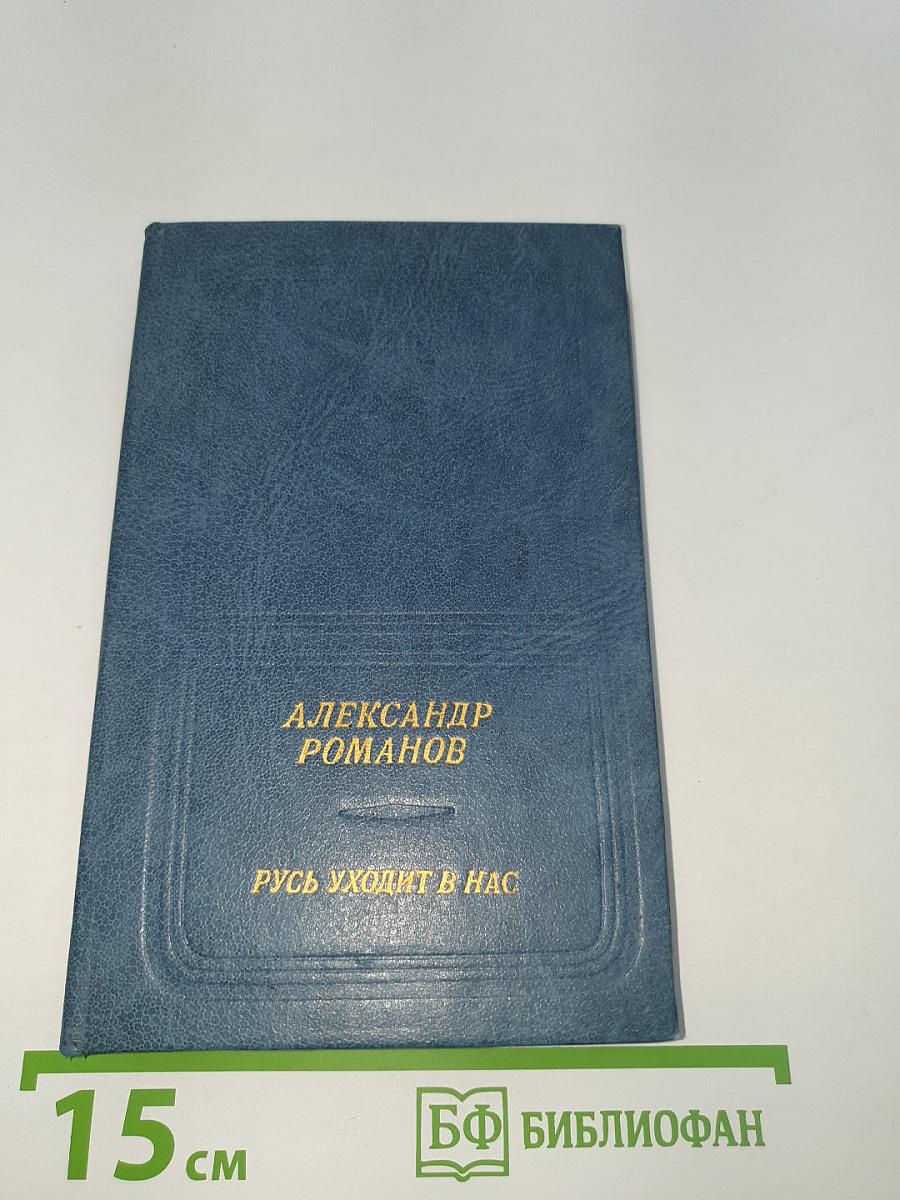 АЛЕКСАНДР
РОМАНОВ
РУСЬ УХОДИТ В НАС
15 см
БФ БИБЛИОФАН